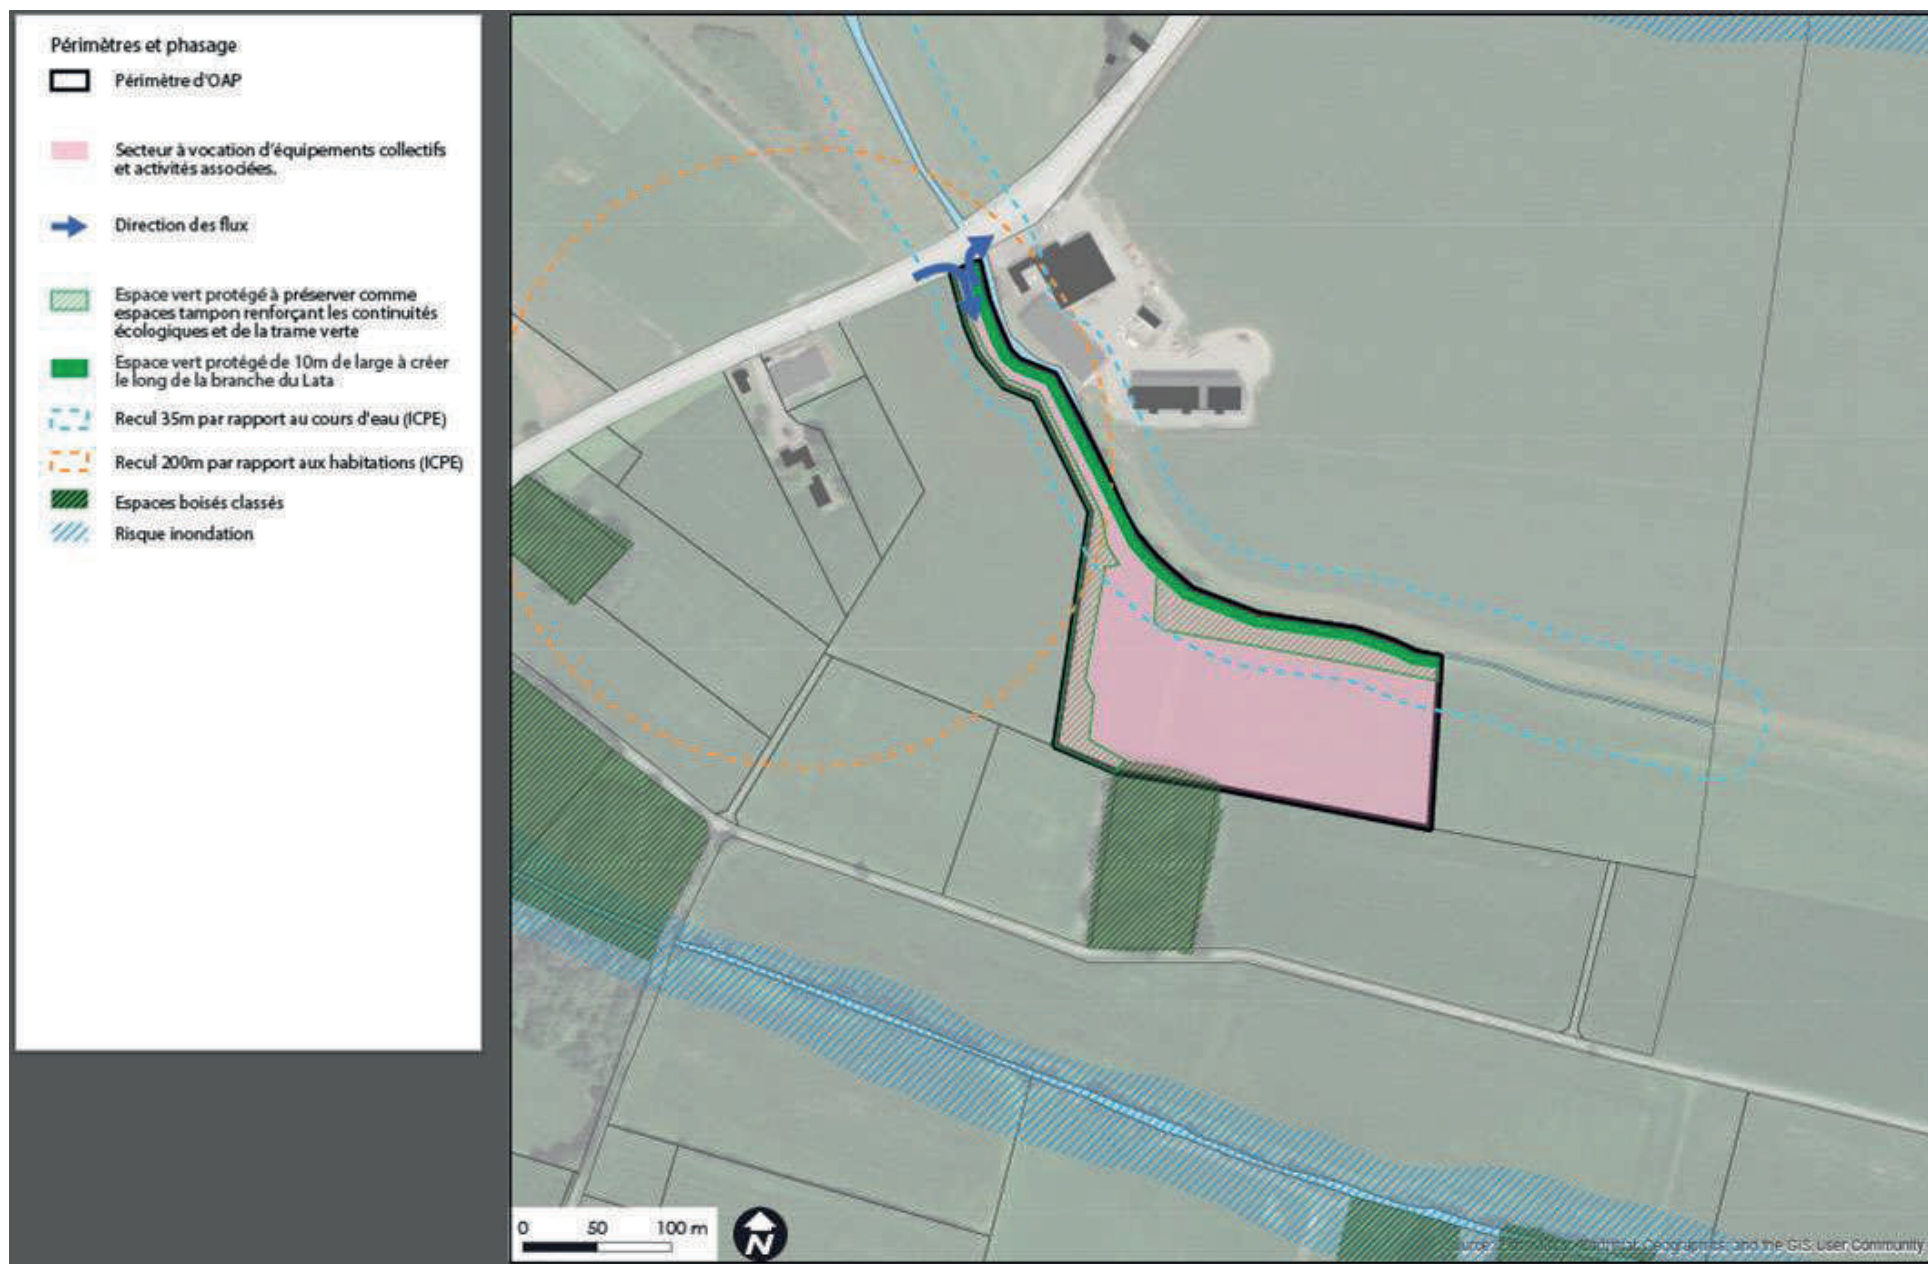 Périmètres et phasage
Périmètre d'OAP
Secteur à vocation d'équipements collectifs
et activités associées.
Direction des flux
Espace vert protégé à préserver comme
espaces tampon renforçant les continuités
écologiques et de la trame verte
Espace vert protégé de 10m de large à créer
le long de la branche du Lata
Recul 35m par rapport au cours d'eau (ICPE)
Recul 200m par rapport aux habitations (ICPE)
Espaces boisés classés
Risque inondation
0 50 100 m
N
and the GIS User Community